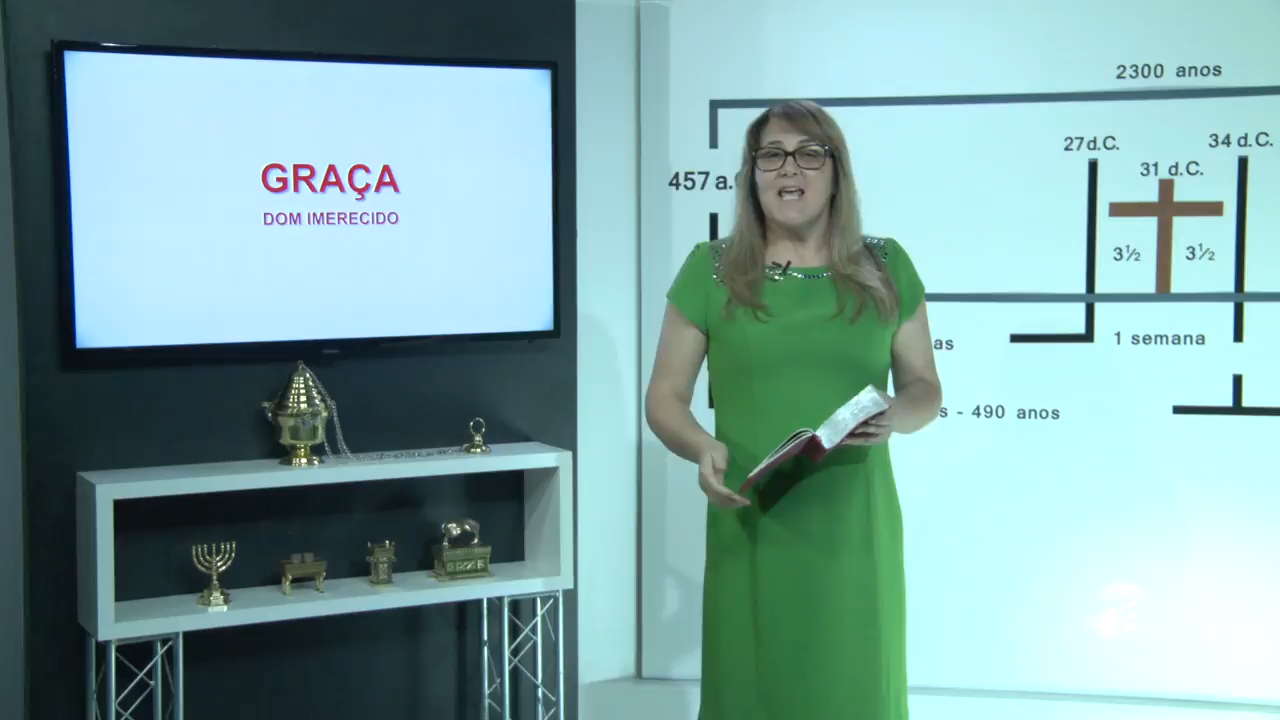 GRAÇA
DOM IMERECIDO
2300 anos
27 d.C.
34 d.C.
31 d.C.
457 a.
3½
3½
as
1 semana
s - 490 anos